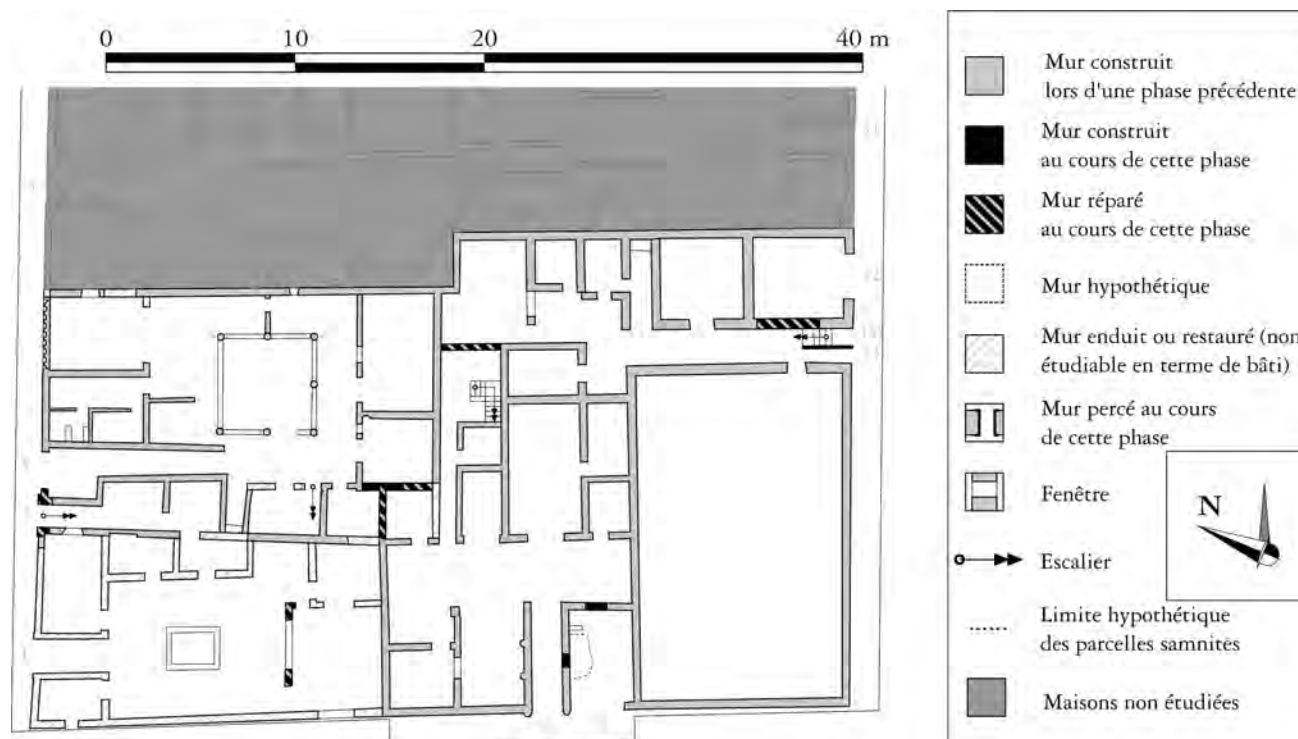 0 10 20 40 m
Mur construit
lors d'une phase précédente
Mur construit
au cours de cette phase
Mur réparé
au cours de cette phase
Mur hypothétique
Mur enduit ou restauré (non
étudiable en terme de bâti)
Mur percé au cours
de cette phase
Fenêtre
N
Escalier
Limite hypothétique
des parcelles samnites
Maisons non étudiées